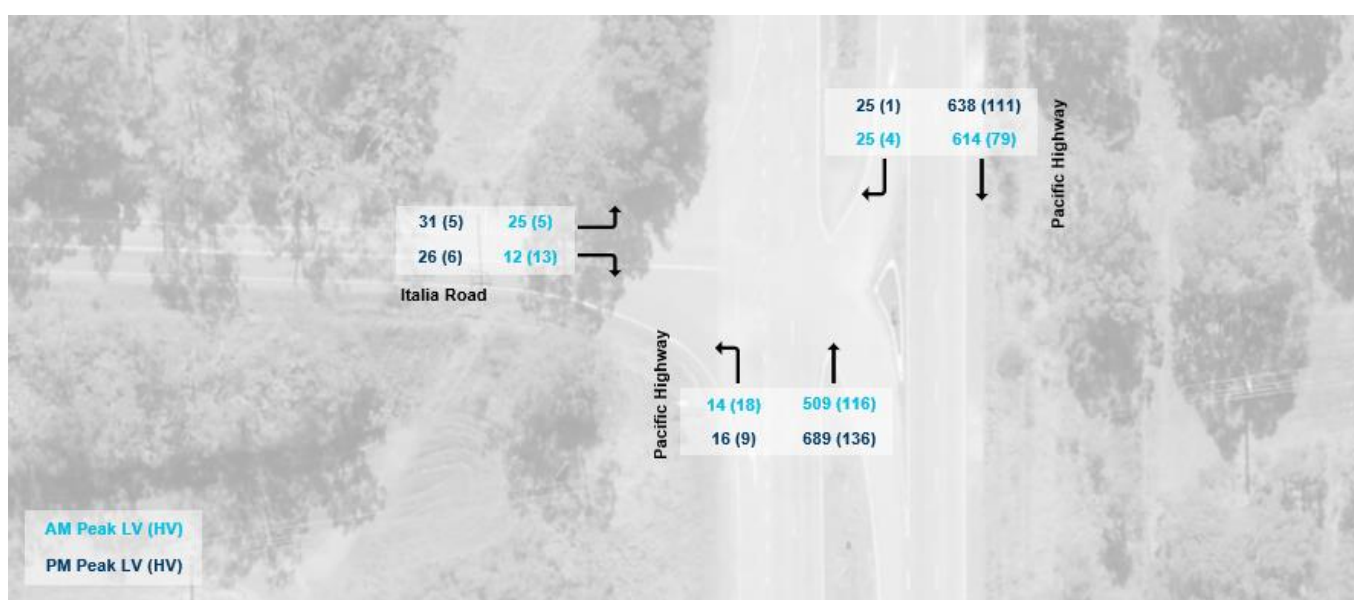 25 (1) 638 (111)
25 (4) 614 (79)
Pacific Highway
31 (5) 25 (5)
26 (6) 12 (13)
Italia Road
Pacific Highway
14 (18) 509 (116)
16 (9) 689 (136)
AM Peak LV (HV)
PM Peak LV (HV)